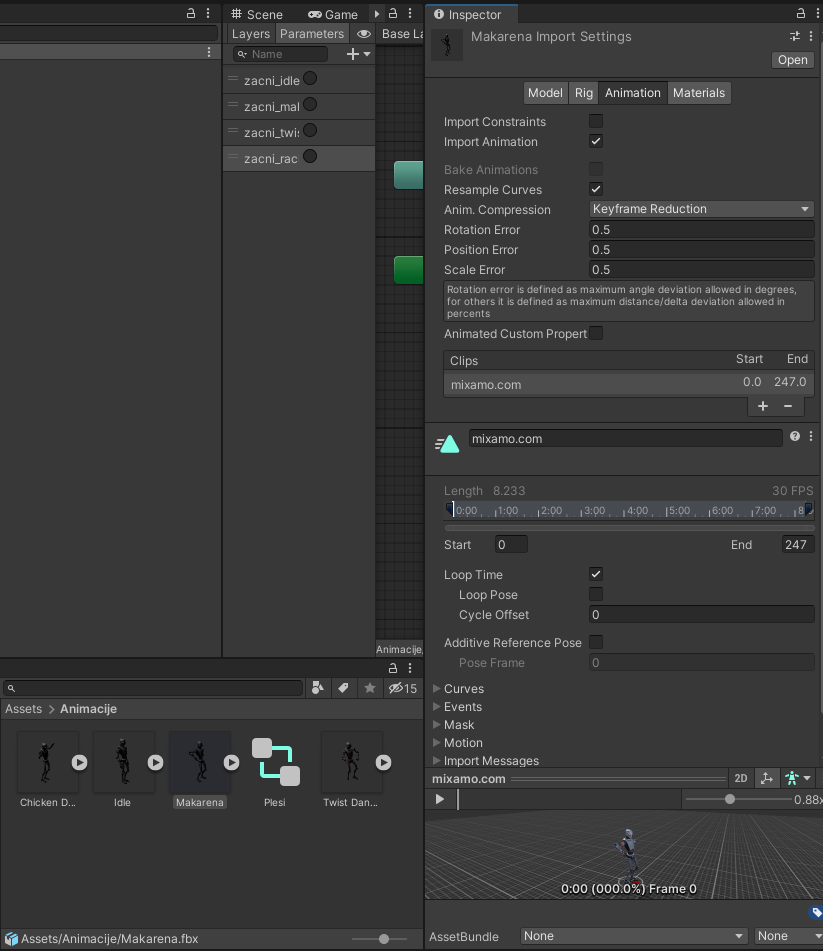 Scene
Game
Inspector
Layers
Parameters
Base La
Name
zacni_idle
zacni_mal
zacni_twis
zacni_rac
Animacije,
Makarena Import Settings
Open
Model
Rig
Animation
Materials
Import Constraints
Import Animation
Bake Animations
Resample Curves
Anim. Compression Keyframe Reduction
Rotation Error 0.5
Position Error 0.5
Scale Error 0.5
Rotation error is defined as maximum angle deviation allowed in degrees,
for others it is defined as maximum distance/delta deviation allowed in
percents
Animated Custom Propert
Clips Start End
mixamo.com 0.0 247.0
+ −
mixamo.com
Length 8.233 30 FPS
0:00 1:00 2:00 3:00 4:00 5:00 6:00 7:00 8
Start 0 End 247
Loop Time
Loop Pose
Cycle Offset 0
Additive Reference Pose
Pose Frame 0
Curves
Events
Mask
Motion
Import Messages
mixamo.com
2D
0.88x
0:00 (000.0%) Frame 0
AssetBundle None None
15
Assets > Animacije
Chicken D...
Idle
Makarena
Plesi
Twist Dan...
Assets/Animacije/Makarena.fbx